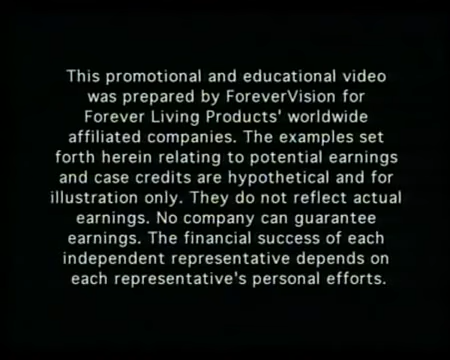 This promotional and educational video
was prepared by ForeverVision for
Forever Living Products' worldwide
affiliated companies. The examples set
forth herein relating to potential earnings
and case credits are hypothetical and for
illustration only. They do not reflect actual
earnings. No company can guarantee
earnings. The financial success of each
independent representative depends on
each representative's personal efforts.